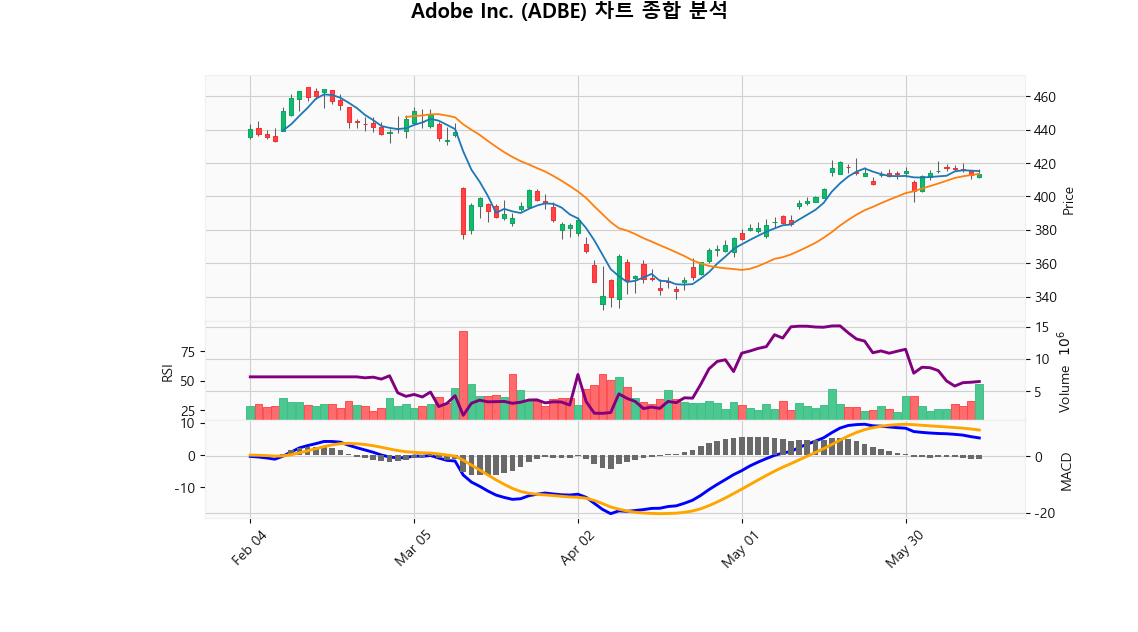 Adobe Inc. (ADBE) 차트 종합 분석
460
440
420
400
380
360
340
Price
75
50
25
RSI
15
10
5
Volume 10^6
10
0
-10
0
-20
MACD
Feb 04
Mar 05
Apr 02
May 01
May 30